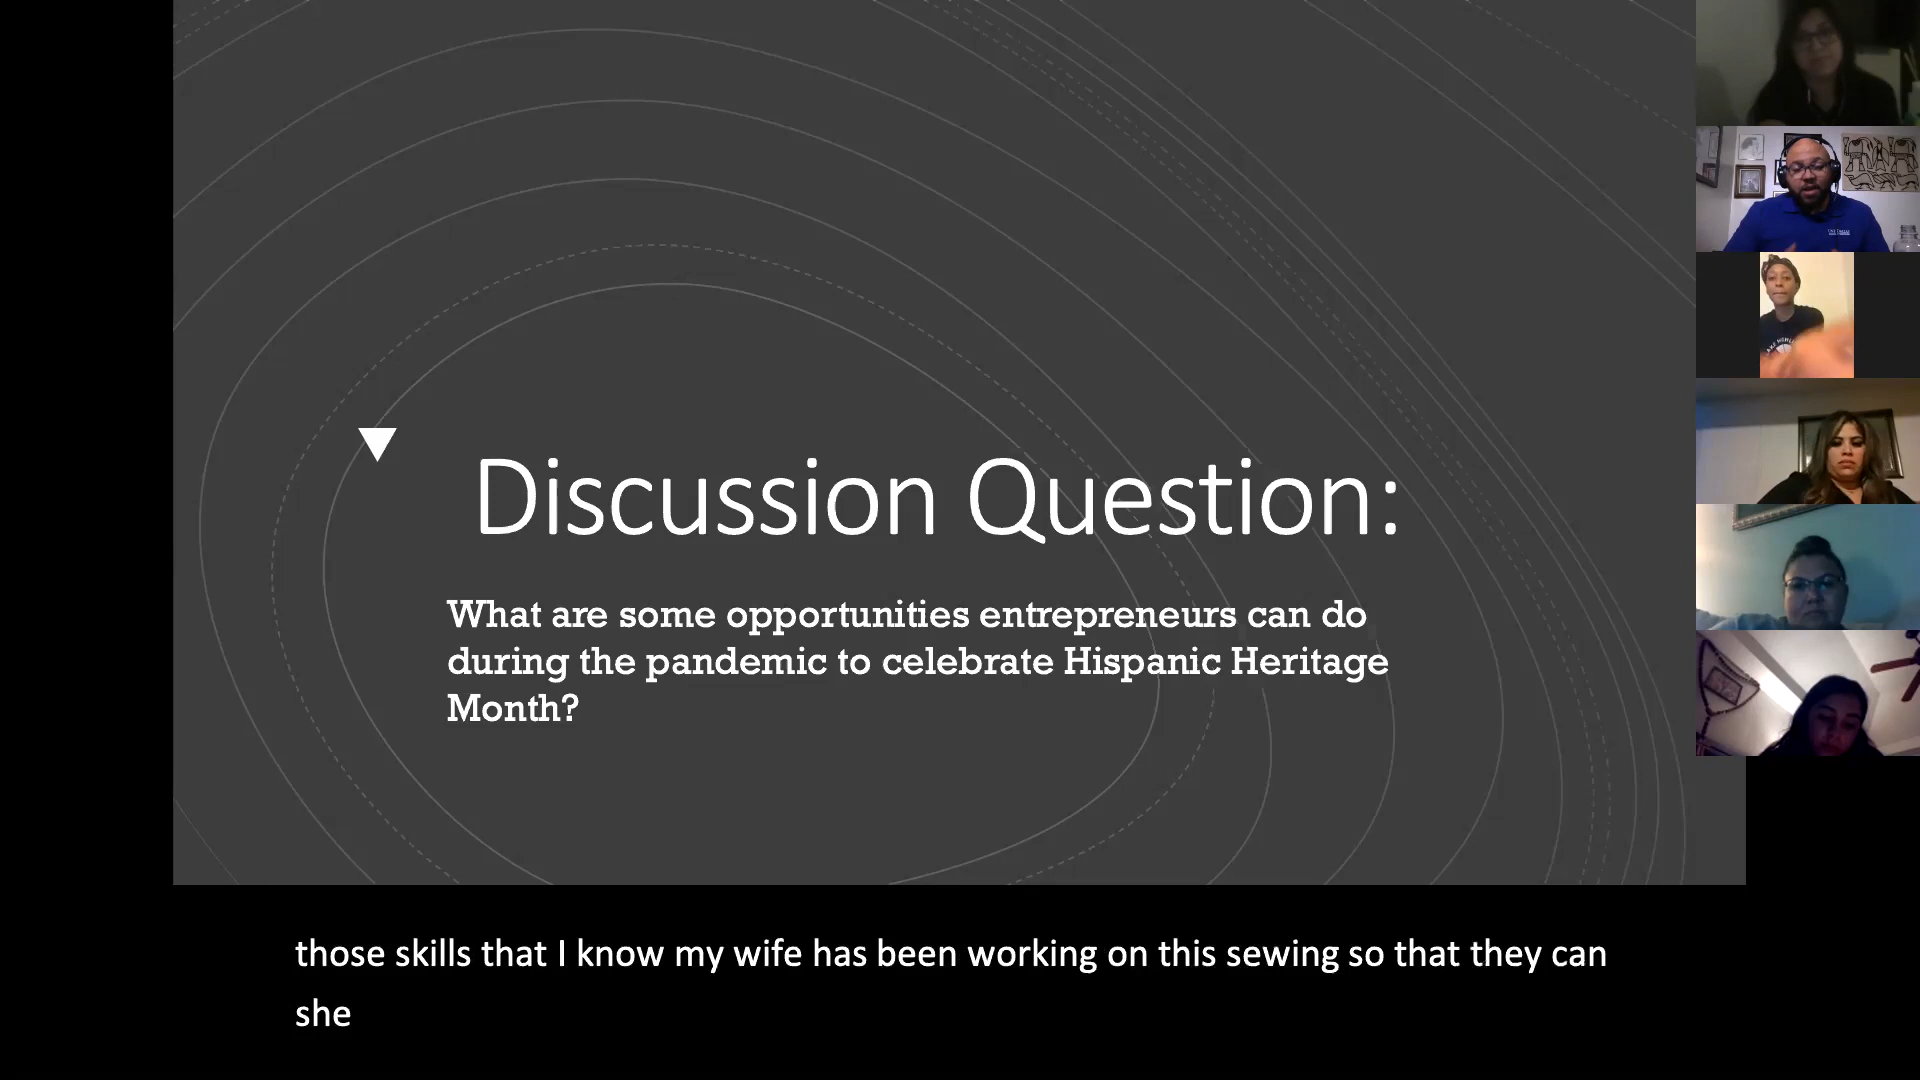 Discussion Question:
What are some opportunities entrepreneurs can do
during the pandemic to celebrate Hispanic Heritage
Month?
those skills that I know my wife has been working on this sewing so that they can
she